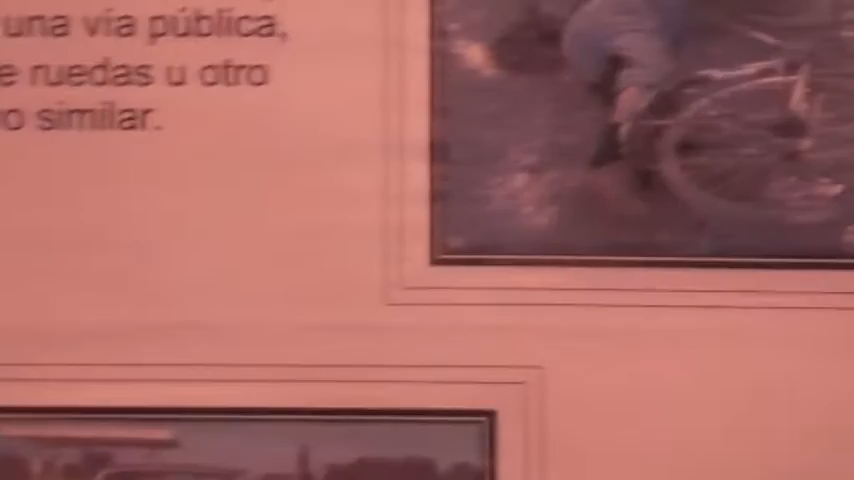 una vía pública,
ruedas u otro
similar.